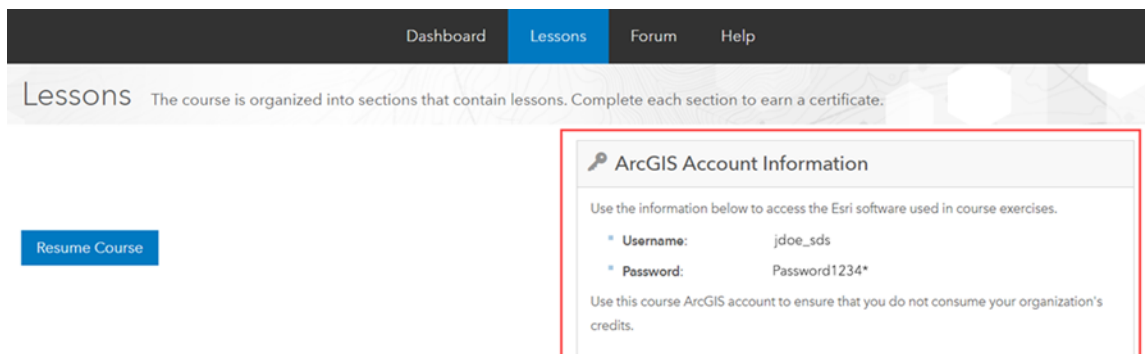 Dashboard Lessons Forum Help
Lessons The course is organized into sections that contain lessons. Complete each section to earn a certificate.
ArcGIS Account Information
Use the information below to access the Esri software used in course exercises.
Resume Course
Username: jdoe_sds
Password: Password1234*
Use this course ArcGIS account to ensure that you do not consume your organization's
credits.